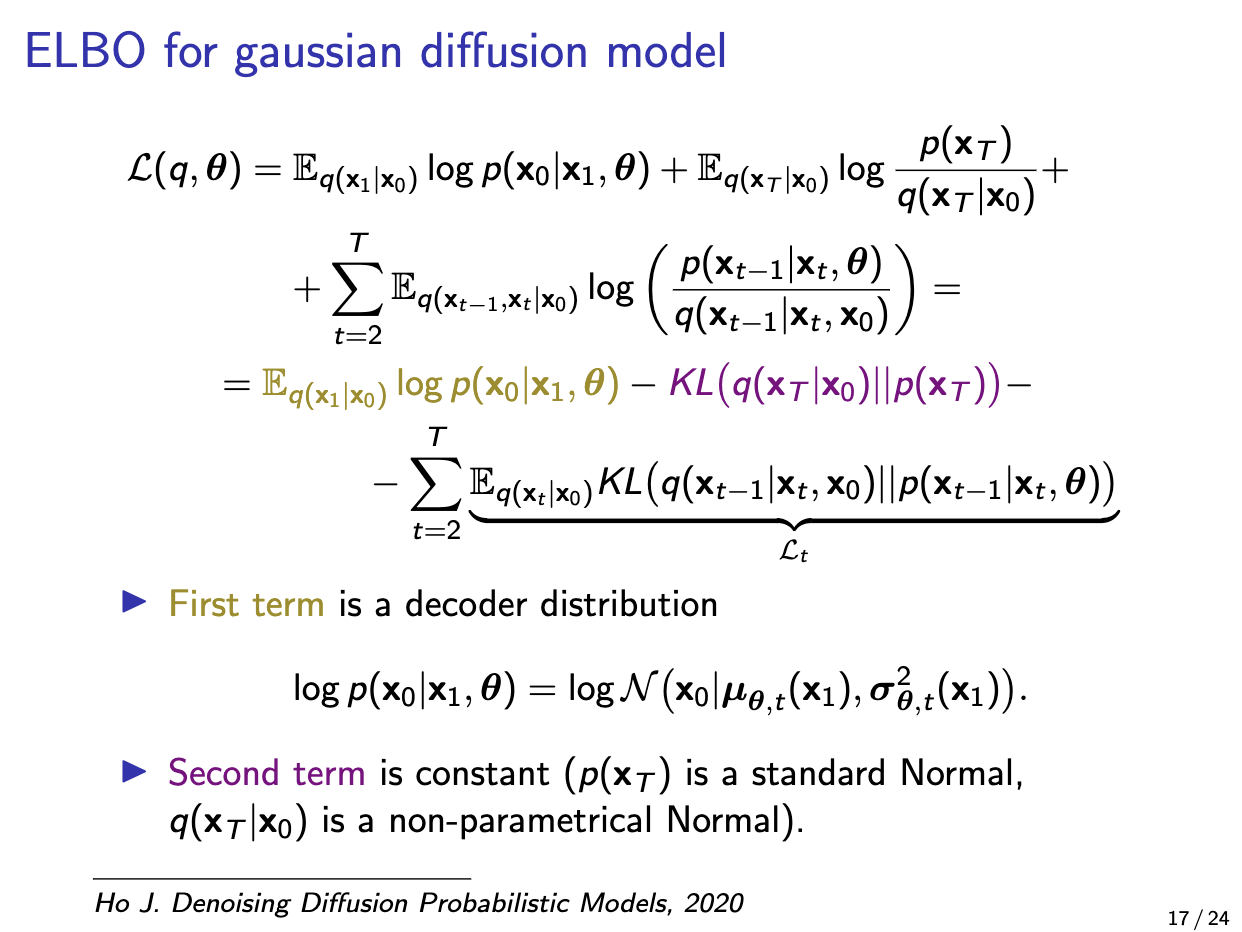 ELBO for gaussian diffusion model
$\mathcal{L}(q, \boldsymbol{\theta}) = \mathbb{E}_{q(\mathbf{x}_1|\mathbf{x}_0)} \log p(\mathbf{x}_0|\mathbf{x}_1, \boldsymbol{\theta}) + \mathbb{E}_{q(\mathbf{x}_T|\mathbf{x}_0)} \log \frac{p(\mathbf{x}_T)}{q(\mathbf{x}_T|\mathbf{x}_0)} +$
$+ \sum_{t=2}^{T} \mathbb{E}_{q(\mathbf{x}_{t-1},\mathbf{x}_t|\mathbf{x}_0)} \log \left( \frac{p(\mathbf{x}_{t-1}|\mathbf{x}_t, \boldsymbol{\theta})}{q(\mathbf{x}_{t-1}|\mathbf{x}_t, \mathbf{x}_0)} \right) =$
$= \mathbb{E}_{q(\mathbf{x}_1|\mathbf{x}_0)} \log p(\mathbf{x}_0|\mathbf{x}_1, \boldsymbol{\theta}) - KL\big(q(\mathbf{x}_T|\mathbf{x}_0)||p(\mathbf{x}_T)\big) -$
$- \sum_{t=2}^{T} \underbrace{\mathbb{E}_{q(\mathbf{x}_t|\mathbf{x}_0)} KL\big(q(\mathbf{x}_{t-1}|\mathbf{x}_t, \mathbf{x}_0)||p(\mathbf{x}_{t-1}|\mathbf{x}_t, \boldsymbol{\theta})\big)}_{\mathcal{L}_t}$
▶ First term is a decoder distribution
$\log p(\mathbf{x}_0|\mathbf{x}_1, \boldsymbol{\theta}) = \log \mathcal{N}\big(\mathbf{x}_0|\boldsymbol{\mu}_{\boldsymbol{\theta},t}(\mathbf{x}_1), \boldsymbol{\sigma}^2_{\boldsymbol{\theta},t}(\mathbf{x}_1)\big).$
▶ Second term is constant ($p(\mathbf{x}_T)$ is a standard Normal,
$q(\mathbf{x}_T|\mathbf{x}_0)$ is a non-parametrical Normal).
Ho J. Denoising Diffusion Probabilistic Models, 2020
17 / 24